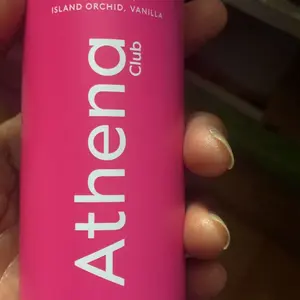 ISLAND ORCHID, VANILLA
Athena
Club